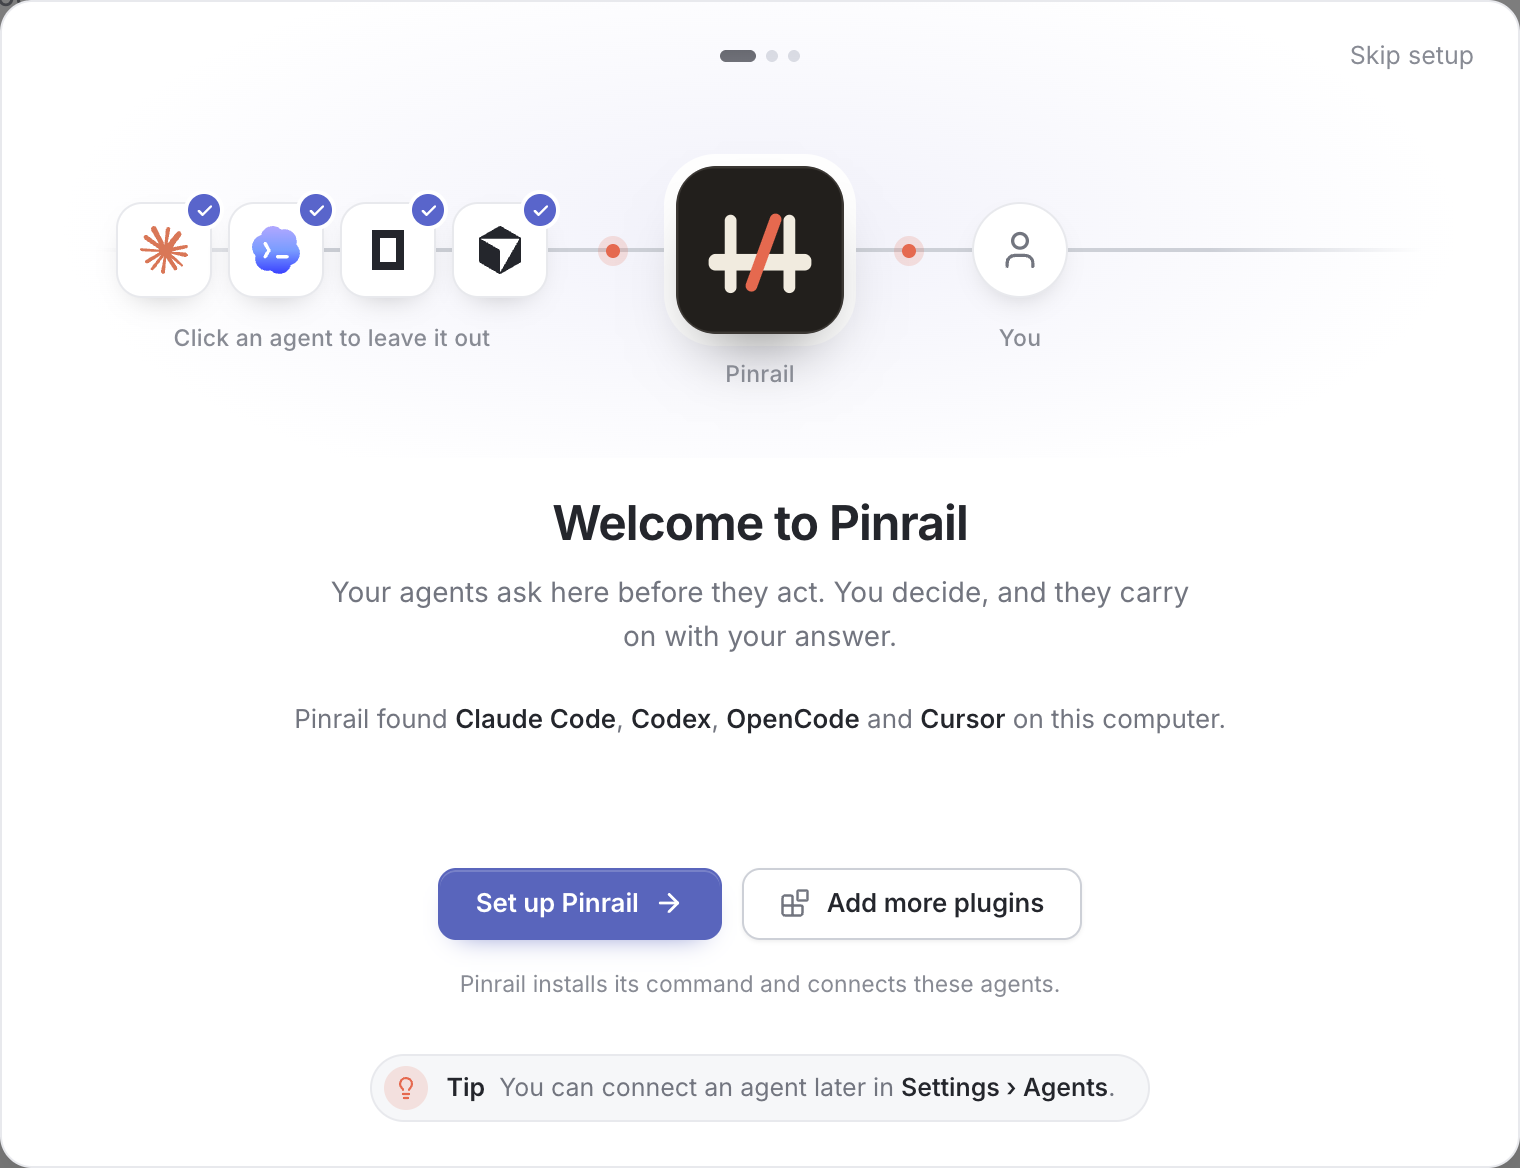 Skip setup
Click an agent to leave it out
You
Pinrail
Welcome to Pinrail
Your agents ask here before they act. You decide, and they carry
on with your answer.
Pinrail found Claude Code, Codex, OpenCode and Cursor on this computer.
Set up Pinrail
Add more plugins
Pinrail installs its command and connects these agents.
Tip You can connect an agent later in Settings › Agents.